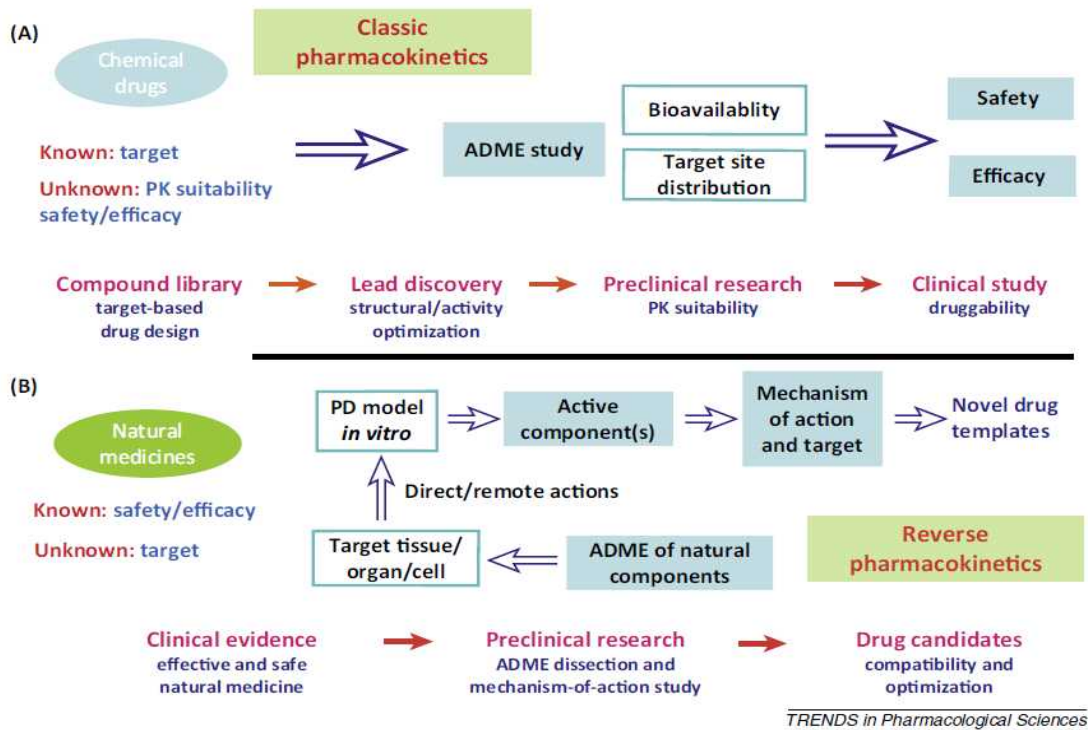 (A)
Classic
pharmacokinetics
Chemical
drugs
Known: target
Unknown: PK suitability
safety/efficacy
ADME study
Bioavailablity
Target site
distribution
Safety
Efficacy
Compound library
target-based
drug design
Lead discovery
structural/activity
optimization
Preclinical research
PK suitability
Clinical study
druggability
(B)
Natural
medicines
Known: safety/efficacy
Unknown: target
PD model
in vitro
Active
component(s)
Mechanism
of action
and target
Novel drug
templates
Direct/remote actions
Target tissue/
organ/cell
ADME of natural
components
Reverse
pharmacokinetics
Clinical evidence
effective and safe
natural medicine
Preclinical research
ADME dissection and
mechanism-of-action study
Drug candidates
compatibility and
optimization
TRENDS in Pharmacological Sciences